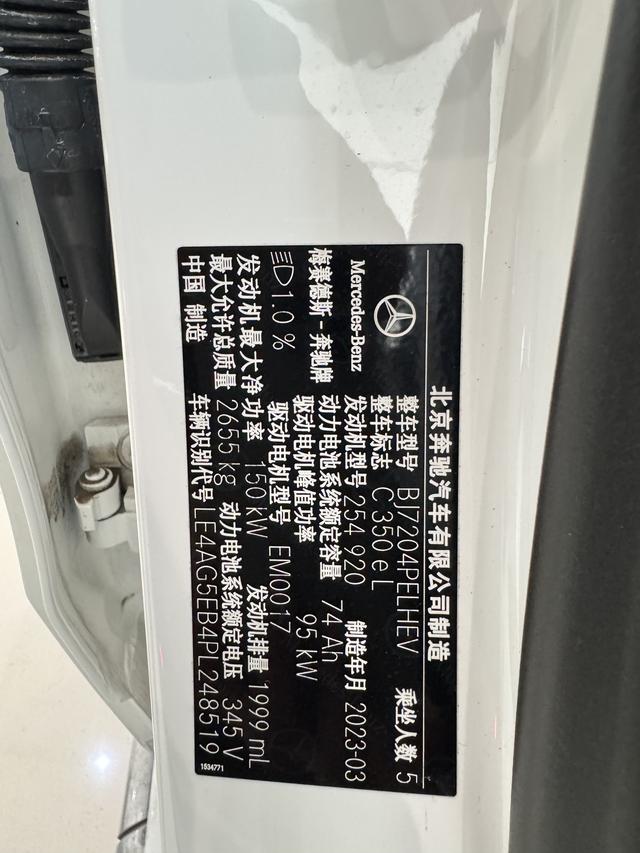 北京奔驰汽车有限公司制造
Mercedes-Benz
梅赛德斯-奔驰牌
整车型号 BJ7204PELHEV 乘坐人数 5
整车标志 C 350 e L
发动机型号 254 920 制造年月 2023-03
动力电池系统额定容量 74 Ah
驱动电机峰值功率 95 kW
1.0 % 驱动电机型号 EM0017
发动机最大净功率 150 kW 发动机排量 1999 mL
最大允许总质量 2655 kg 动力电池系统额定电压 345 V
中国 制造 车辆识别代号 LE4AG5EB4PL248519
1534771